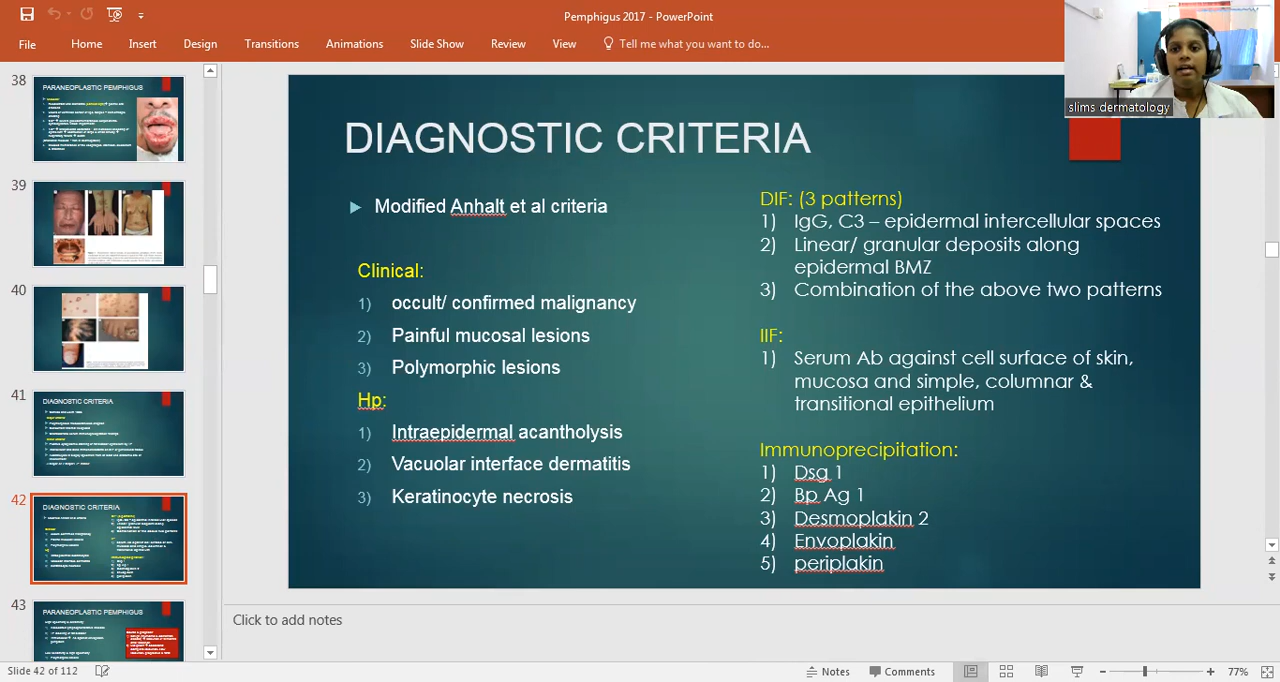 Pemphigus 2017 - PowerPoint
File Home Insert Design Transitions Animations Slide Show Review View Tell me what you want to do...
slims dermatology
38
PARANEOPLASTIC PEMPHIGUS
39
40
41
DIAGNOSTIC CRITERIA
42
DIAGNOSTIC CRITERIA
43
PARANEOPLASTIC PEMPHIGUS
DIAGNOSTIC CRITERIA
Modified Anhalt et al criteria
Clinical:
1) occult/ confirmed malignancy
2) Painful mucosal lesions
3) Polymorphic lesions
Hp:
1) Intraepidermal acantholysis
2) Vacuolar interface dermatitis
3) Keratinocyte necrosis
DIF: (3 patterns)
1) IgG, C3 – epidermal intercellular spaces
2) Linear/ granular deposits along
epidermal BMZ
3) Combination of the above two patterns
IIF:
1) Serum Ab against cell surface of skin,
mucosa and simple, columnar &
transitional epithelium
Immunoprecipitation:
1) Dsg 1
2) Bp Ag 1
3) Desmoplakin 2
4) Envoplakin
5) periplakin
Click to add notes
Slide 42 of 112 Notes Comments 77%